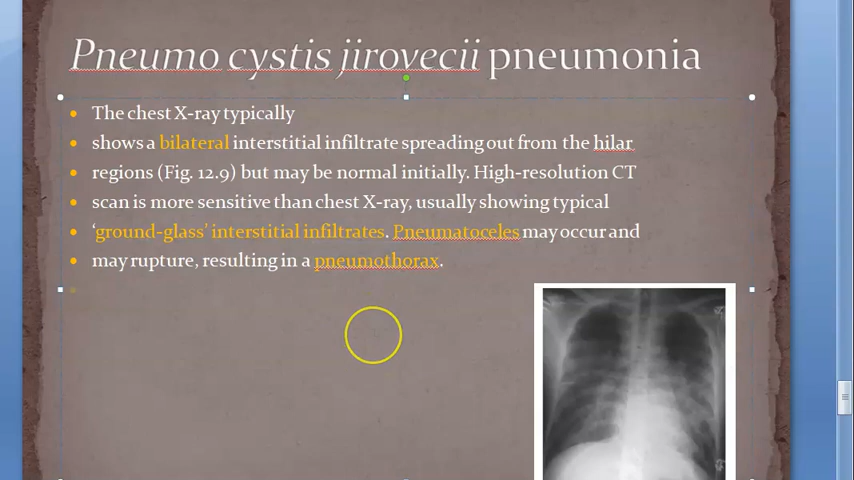 Pneumo cystis jirovecii pneumonia
The chest X-ray typically
shows a bilateral interstitial infiltrate spreading out from the hilar
regions (Fig. 12.9) but may be normal initially. High-resolution CT
scan is more sensitive than chest X-ray, usually showing typical
‘ground-glass’ interstitial infiltrates. Pneumatoceles may occur and
may rupture, resulting in a pneumothorax.